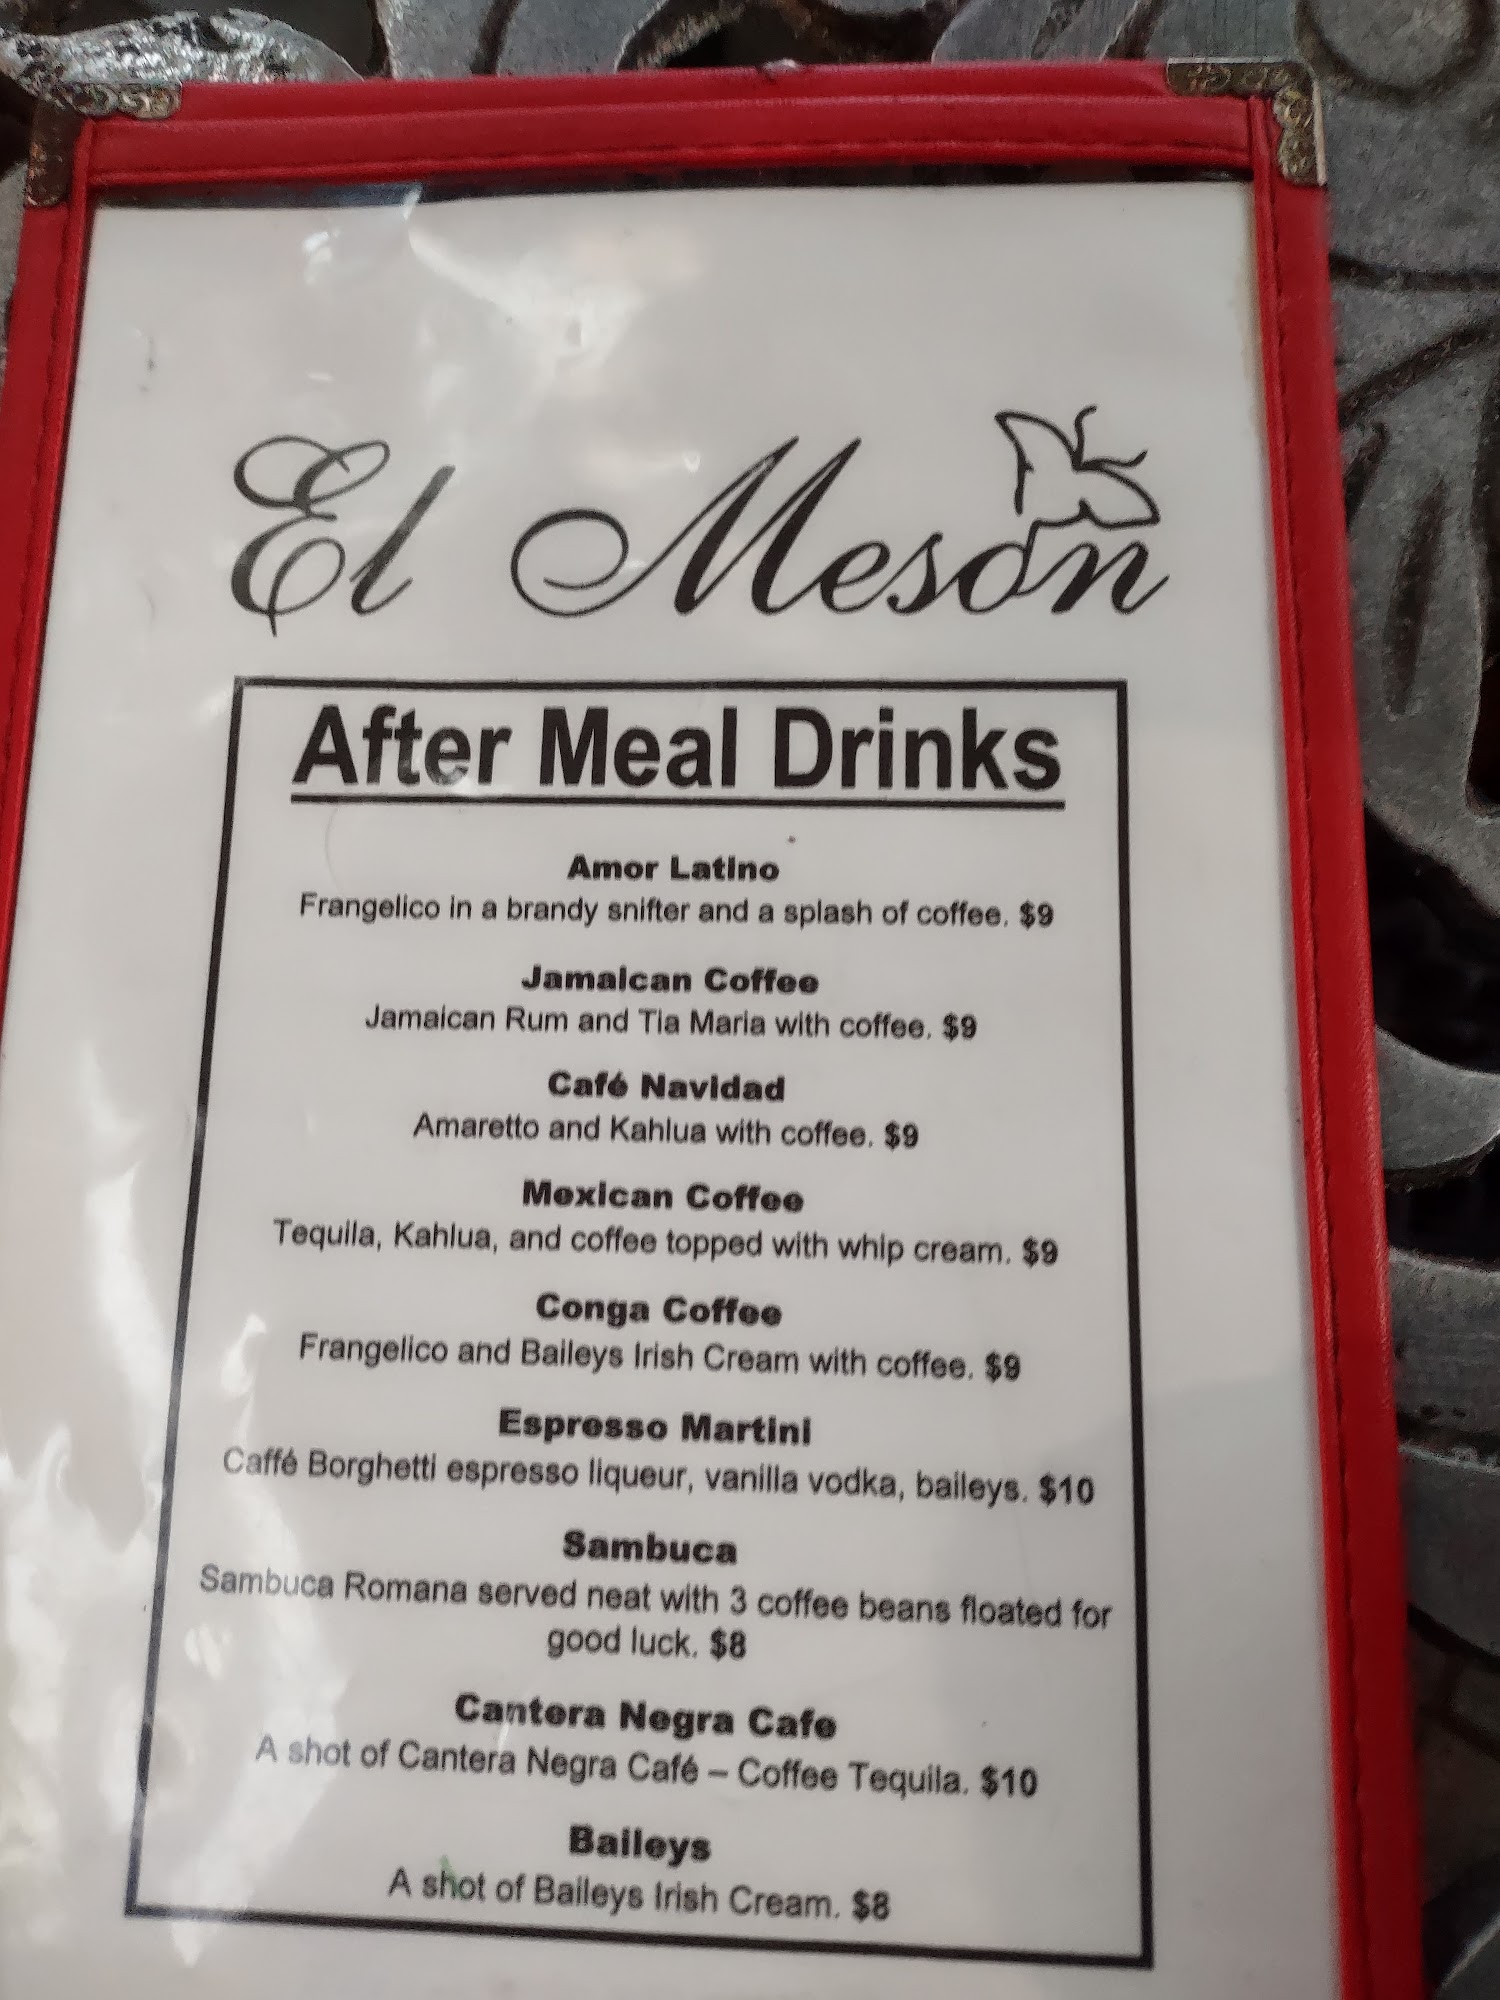 El Meson
After Meal Drinks
Amor Latino
Frangelico in a brandy snifter and a splash of coffee. $9
Jamaican Coffee
Jamaican Rum and Tia Maria with coffee. $9
Café Navidad
Amaretto and Kahlua with coffee. $9
Mexican Coffee
Tequila, Kahlua, and coffee topped with whip cream. $9
Conga Coffee
Frangelico and Baileys Irish Cream with coffee. $9
Espresso Martini
Caffé Borghetti espresso liqueur, vanilla vodka, baileys. $10
Sambuca
Sambuca Romana served neat with 3 coffee beans floated for
good luck. $8
Cantera Negra Cafe
A shot of Cantera Negra Café – Coffee Tequila. $10
Baileys
A shot of Baileys Irish Cream. $8